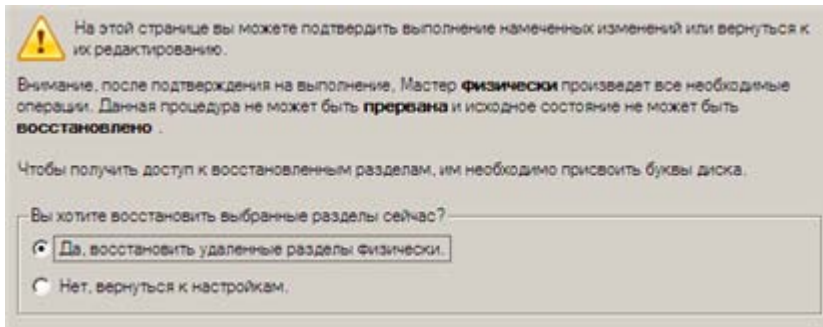 На этой странице вы можете подтвердить выполнение намеченных изменений или вернуться к
их редактированию.
Внимание, после подтверждения на выполнение, Мастер физически произведет все необходимые
операции. Данная процедура не может быть прервана и исходное состояние не может быть
восстановлено .
Чтобы получить доступ к восстановленным разделам, им необходимо присвоить буквы диска.
Вы хотите восстановить выбранные разделы сейчас?
Да, восстановить удаленные разделы физически.
Нет, вернуться к настройкам.